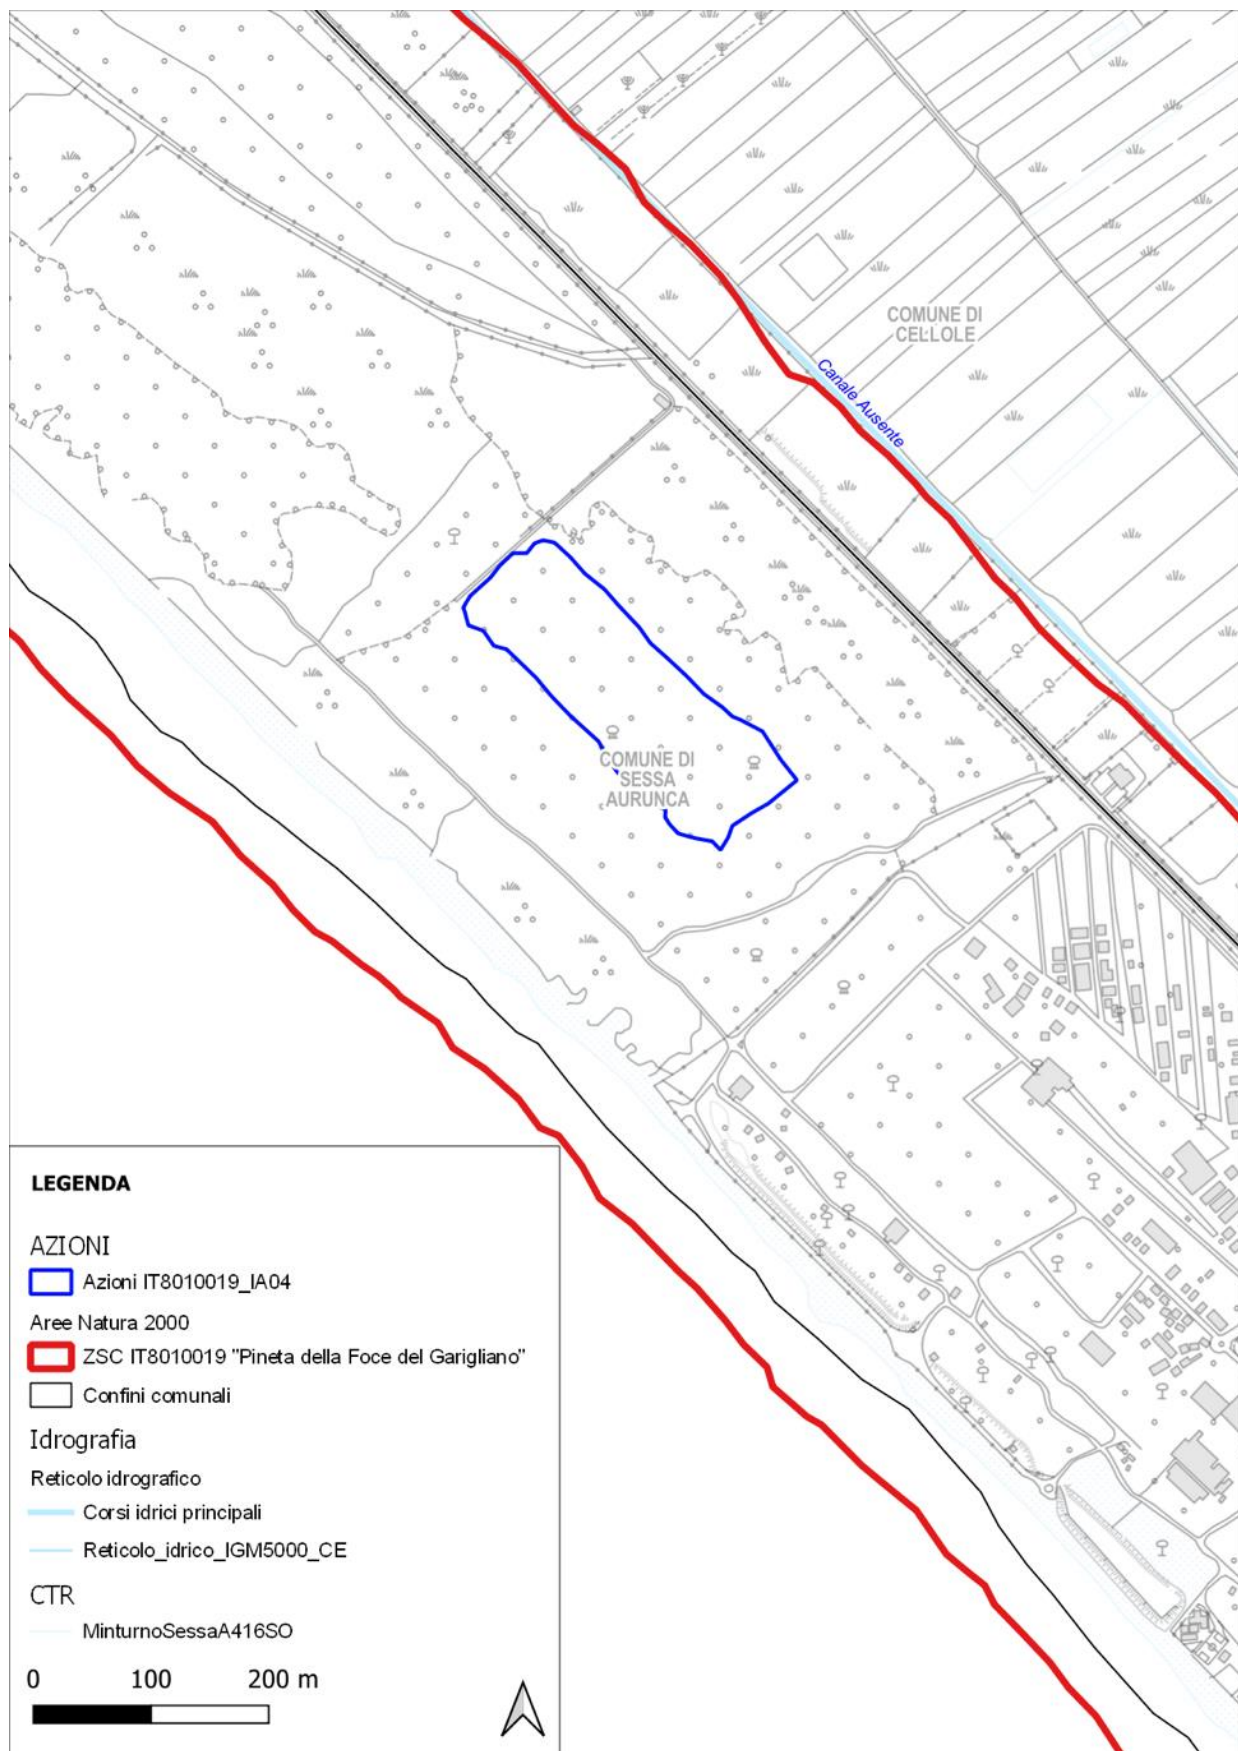 COMUNE DI
CELLOLE
Canale Ausente
COMUNE DI
SESSA
AURUNCA
LEGENDA
AZIONI
Azioni IT8010019_IA04
Aree Natura 2000
ZSC IT8010019 "Pineta della Foce del Garigliano"
Confini comunali
Idrografia
Reticolo idrografico
Corsi idrici principali
Reticolo_idrico_IGM5000_CE
CTR
MinturnoSessaA416SO
0 100 200 m